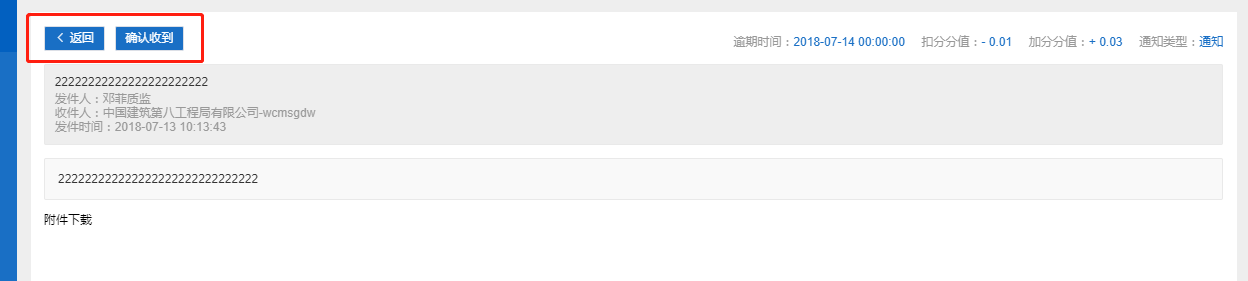 < 返回 确认收到
逾期时间：2018-07-14 00:00:00 扣分分值：- 0.01 加分分值：+ 0.03 通知类型：通知
22222222222222222222222
发件人：邓菲质监
收件人：中国建筑第八工程局有限公司-wcmsgdw
发件时间：2018-07-13 10:13:43
222222222222222222222222222222
附件下载